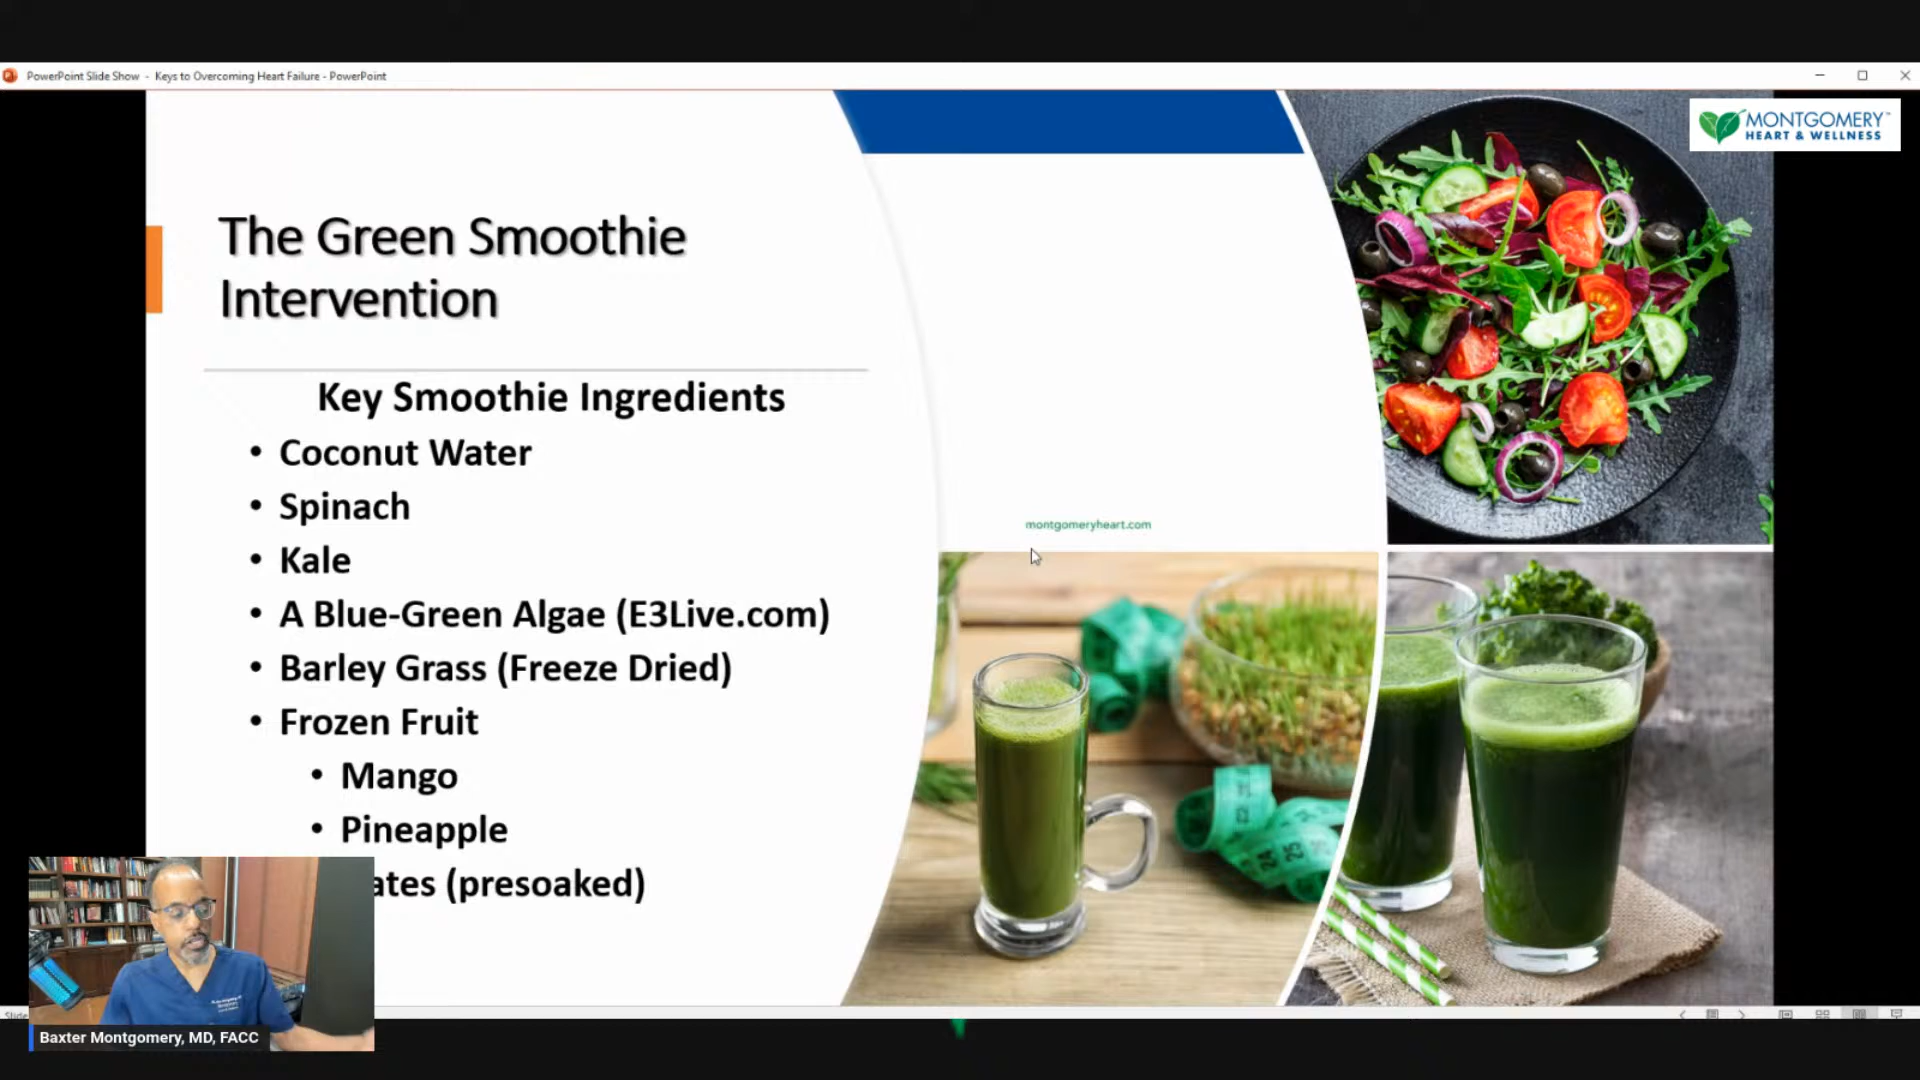 PowerPoint Slide Show - Keys to Overcoming Heart Failure - PowerPoint
MONTGOMERY™
HEART & WELLNESS
The Green Smoothie
Intervention
Key Smoothie Ingredients
• Coconut Water
• Spinach
• Kale
• A Blue-Green Algae (E3Live.com)
• Barley Grass (Freeze Dried)
• Frozen Fruit
• Mango
• Pineapple
ates (presoaked)
montgomeryheart.com
Baxter Montgomery, MD, FACC
Slide